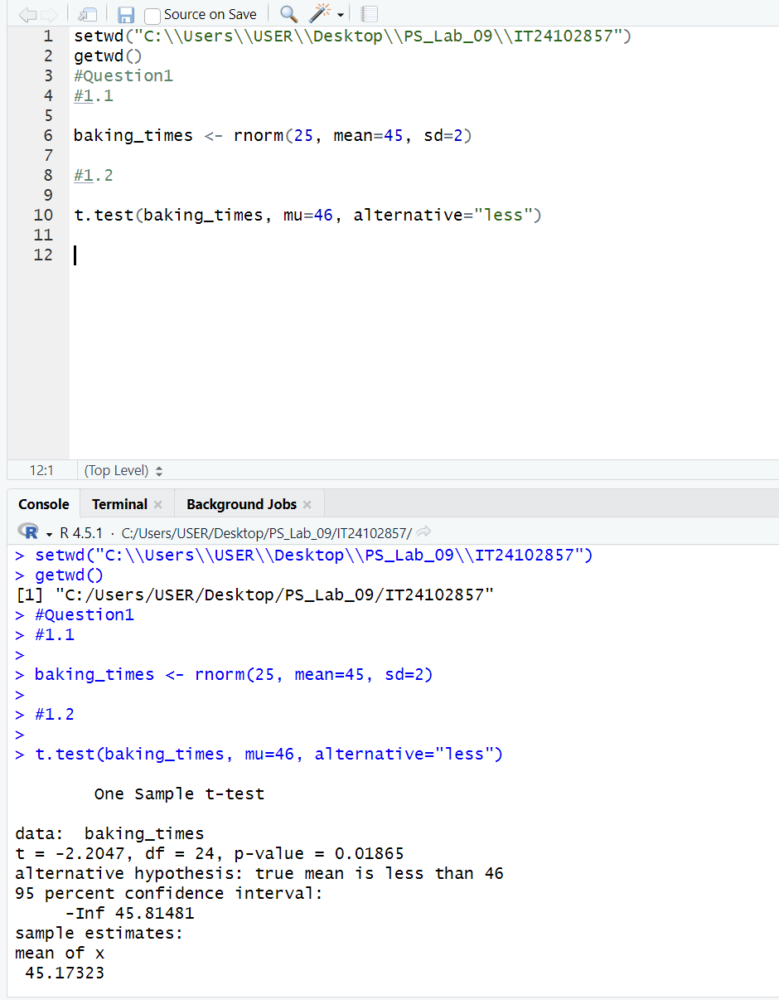 Source on Save
1 setwd("C:\\Users\\USER\\Desktop\\PS_Lab_09\\IT24102857")
2 getwd()
3 #Question1
4 #1.1
5
6 baking_times <- rnorm(25, mean=45, sd=2)
7
8 #1.2
9
10 t.test(baking_times, mu=46, alternative="less")
11
12
12:1 (Top Level)
Console Terminal Background Jobs
R R 4.5.1 · C:/Users/USER/Desktop/PS_Lab_09/IT24102857/
> setwd("C:\\Users\\USER\\Desktop\\PS_Lab_09\\IT24102857")
> getwd()
[1] "C:/Users/USER/Desktop/PS_Lab_09/IT24102857"
> #Question1
> #1.1
>
> baking_times <- rnorm(25, mean=45, sd=2)
>
> #1.2
>
> t.test(baking_times, mu=46, alternative="less")
One Sample t-test
data:  baking_times
t = -2.2047, df = 24, p-value = 0.01865
alternative hypothesis: true mean is less than 46
95 percent confidence interval:
-Inf 45.81481
sample estimates:
mean of x
45.17323